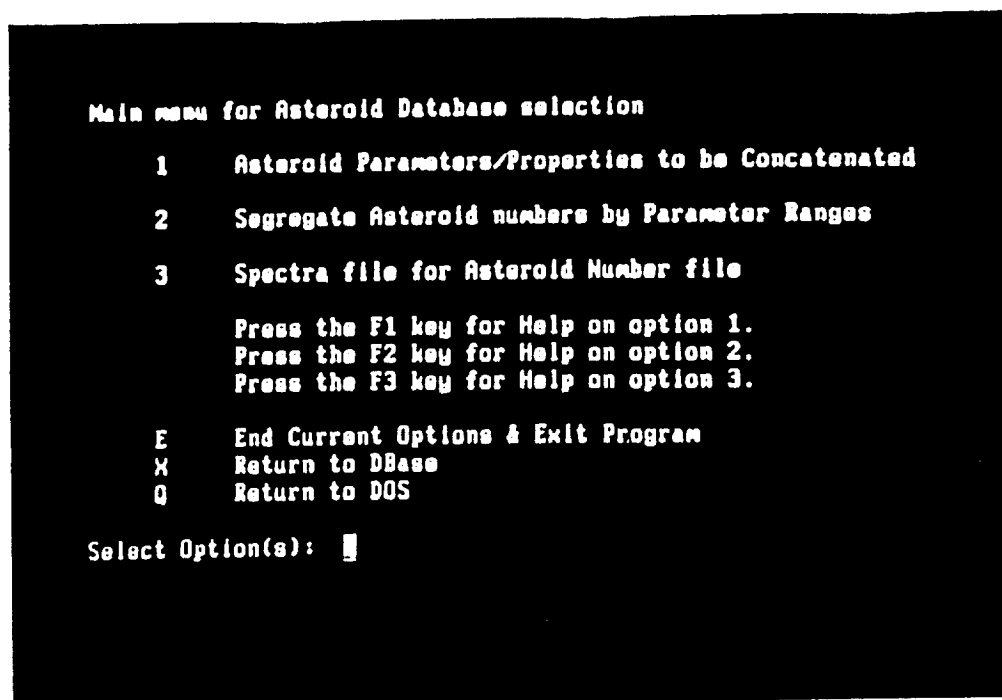 Main menu for Asteroid Database selection
1 Asteroid Parameters/Properties to be Concatenated
2 Segregate Asteroid numbers by Parameter Ranges
3 Spectra file for Asteroid Number file
Press the F1 key for Help on option 1.
Press the F2 key for Help on option 2.
Press the F3 key for Help on option 3.
E End Current Options & Exit Program
X Return to DBase
Q Return to DOS
Select Option(s):